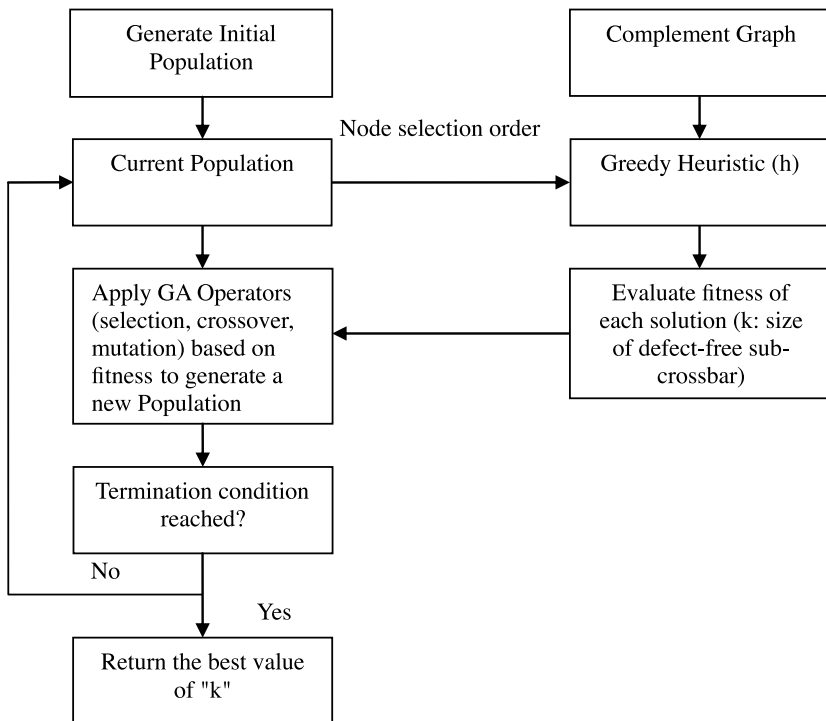 Generate Initial
Population
Complement Graph
Node selection order
Current Population
Greedy Heuristic (h)
Apply GA Operators
(selection, crossover,
mutation) based on
fitness to generate a
new Population
Evaluate fitness of
each solution (k: size
of defect-free sub-
crossbar)
Termination condition
reached?
No
Yes
Return the best value
of "k"